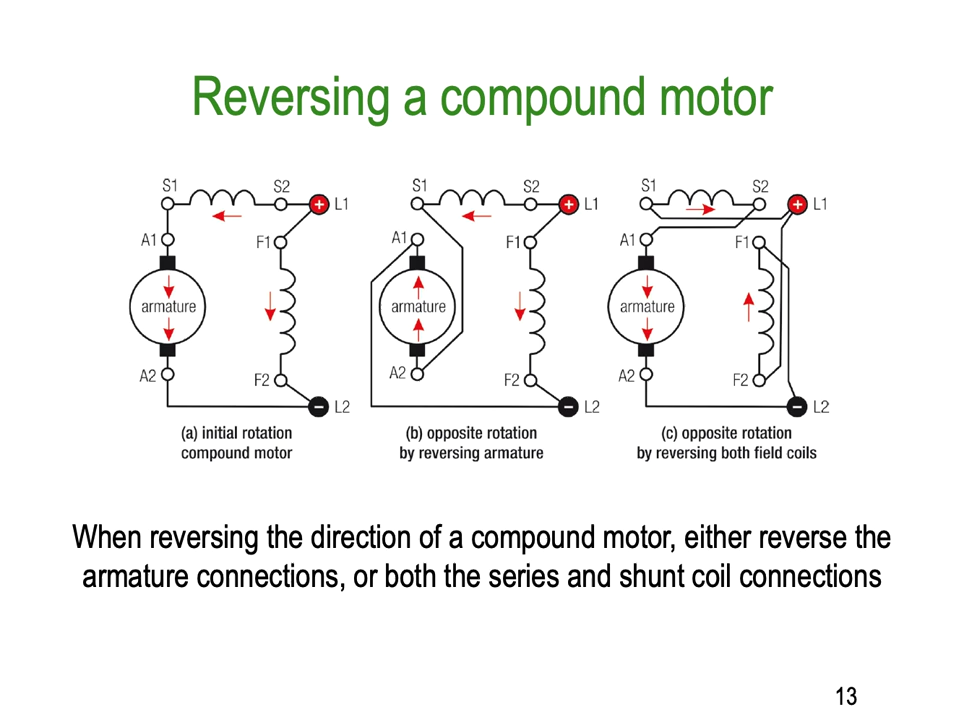 Reversing a compound motor
S1 S2 + L1
A1 F1
armature
A2 F2
− L2
(a) initial rotation
compound motor
S1 S2 + L1
A1 F1
armature
A2 F2
− L2
(b) opposite rotation
by reversing armature
S1 S2 + L1
A1 F1
armature
A2 F2
− L2
(c) opposite rotation
by reversing both field coils
When reversing the direction of a compound motor, either reverse the
armature connections, or both the series and shunt coil connections
13